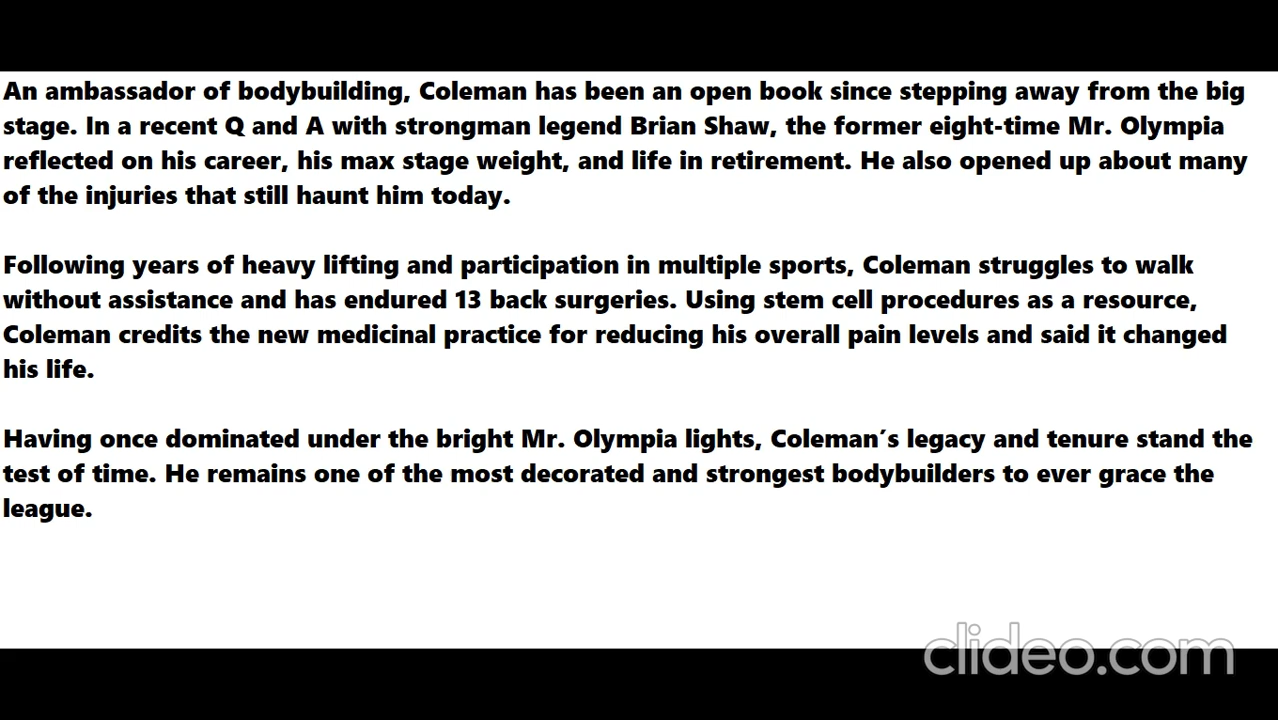 An ambassador of bodybuilding, Coleman has been an open book since stepping away from the big
stage. In a recent Q and A with strongman legend Brian Shaw, the former eight-time Mr. Olympia
reflected on his career, his max stage weight, and life in retirement. He also opened up about many
of the injuries that still haunt him today.
Following years of heavy lifting and participation in multiple sports, Coleman struggles to walk
without assistance and has endured 13 back surgeries. Using stem cell procedures as a resource,
Coleman credits the new medicinal practice for reducing his overall pain levels and said it changed
his life.
Having once dominated under the bright Mr. Olympia lights, Coleman´s legacy and tenure stand the
test of time. He remains one of the most decorated and strongest bodybuilders to ever grace the
league.
clideo.com